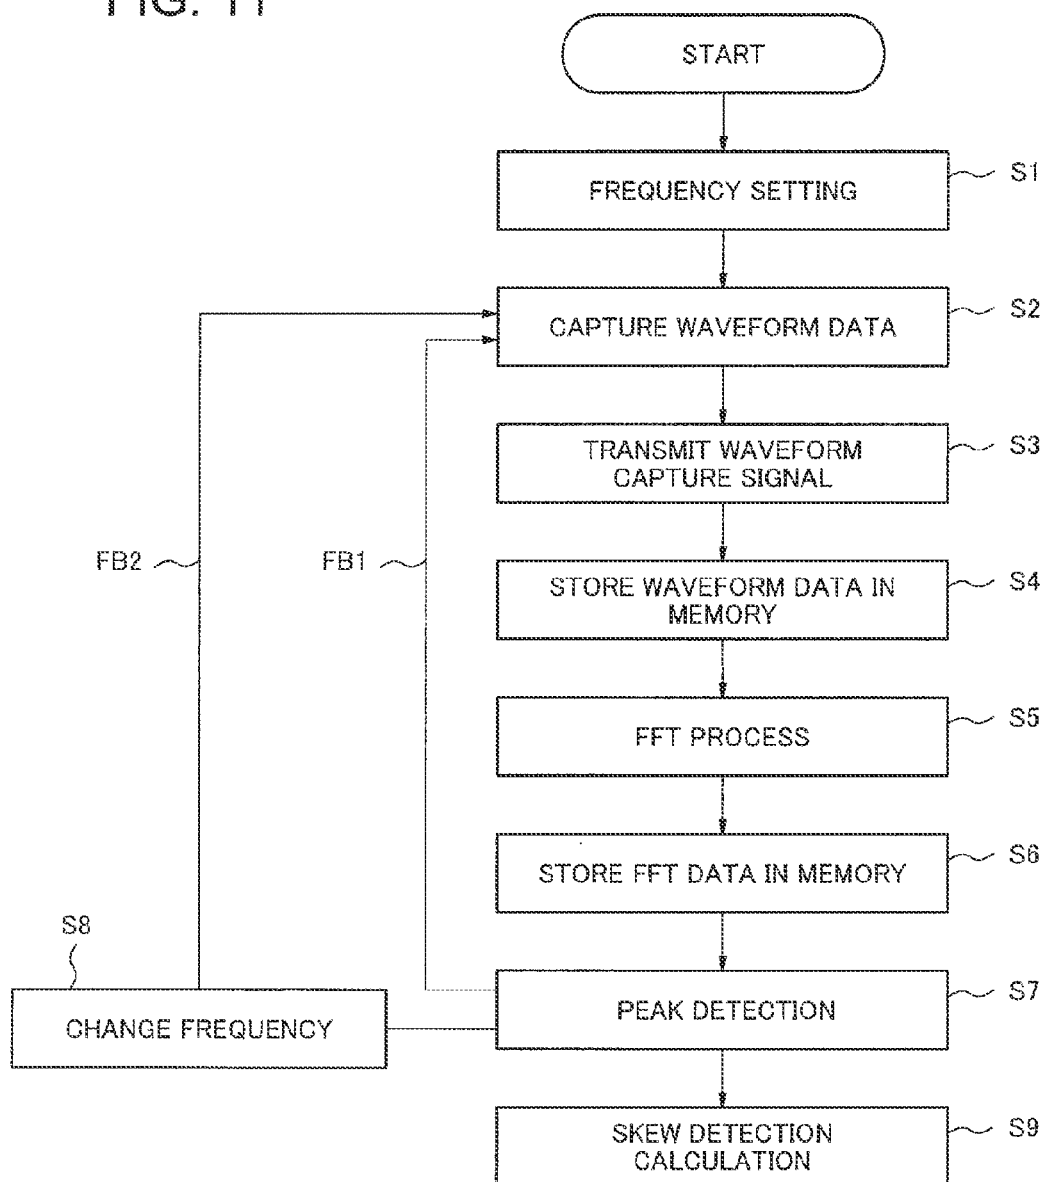 FIG. 11
START
FREQUENCY SETTING
S1
CAPTURE WAVEFORM DATA
S2
TRANSMIT WAVEFORM
CAPTURE SIGNAL
S3
FB2
FB1
STORE WAVEFORM DATA IN
MEMORY
S4
FFT PROCESS
S5
STORE FFT DATA IN MEMORY
S6
S8
CHANGE FREQUENCY
PEAK DETECTION
S7
SKEW DETECTION
CALCULATION
S9